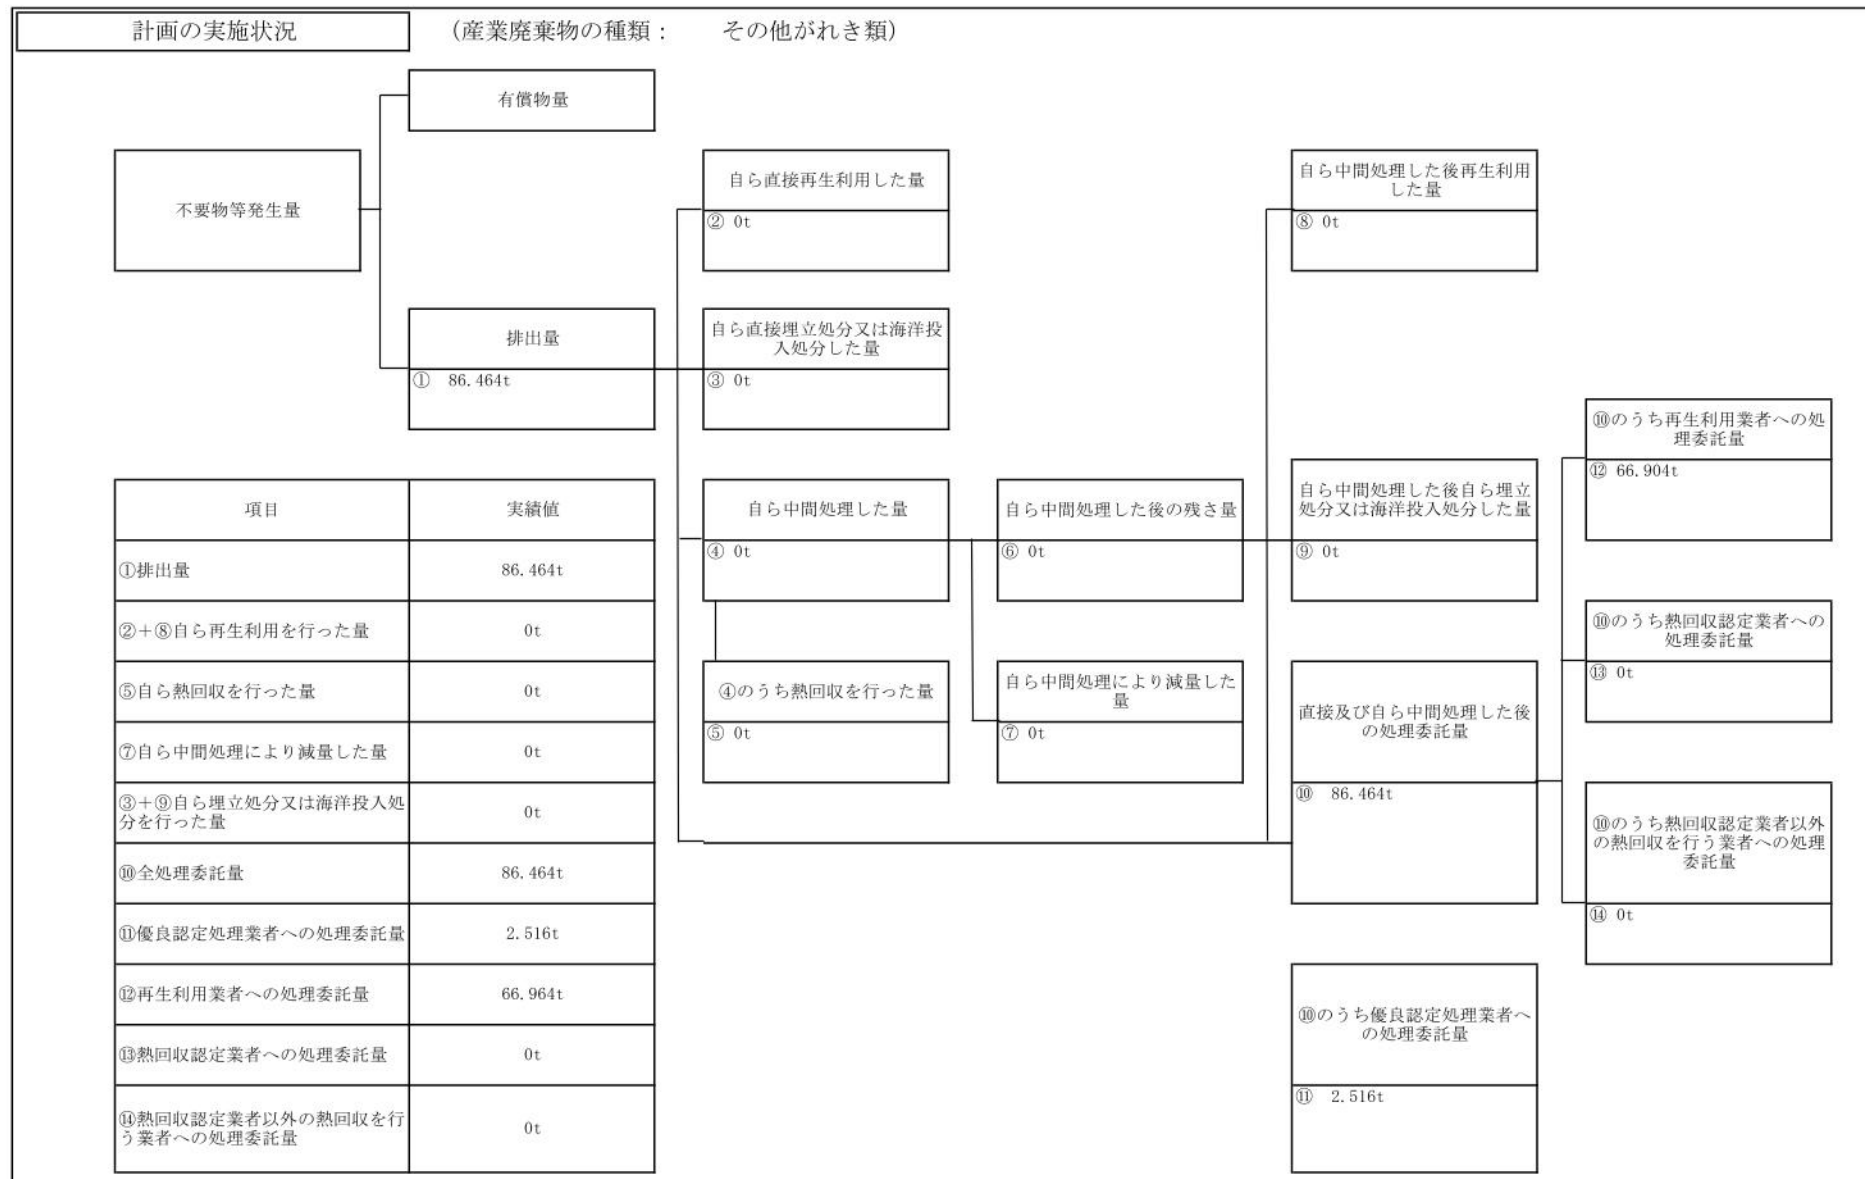 計画の実施状況
（産業廃棄物の種類： その他がれき類）
有償物量
不要物等発生量
排出量
① 86.464t
自ら直接再生利用した量
② 0t
自ら直接埋立処分又は海洋投
入処分した量
③ 0t
自ら中間処理した量
④ 0t
④のうち熱回収を行った量
⑤ 0t
自ら中間処理した後の残さ量
⑥ 0t
自ら中間処理により減量した
量
⑦ 0t
自ら中間処理した後再生利用
した量
⑧ 0t
自ら中間処理した後自ら埋立
処分又は海洋投入処分した量
⑨ 0t
直接及び自ら中間処理した後
の処理委託量
⑩ 86.464t
⑩のうち優良認定処理業者へ
の処理委託量
⑪ 2.516t
⑩のうち再生利用業者への処
理委託量
⑫ 66.904t
⑩のうち熱回収認定業者への
処理委託量
⑬ 0t
⑩のうち熱回収認定業者以外
の熱回収を行う業者への処理
委託量
⑭ 0t
項目 実績値
①排出量 86.464t
②＋⑧自ら再生利用を行った量 0t
⑤自ら熱回収を行った量 0t
⑦自ら中間処理により減量した量 0t
③＋⑨自ら埋立処分又は海洋投入処
分を行った量 0t
⑩全処理委託量 86.464t
⑪優良認定処理業者への処理委託量 2.516t
⑫再生利用業者への処理委託量 66.964t
⑬熱回収認定業者への処理委託量 0t
⑭熱回収認定業者以外の熱回収を行
う業者への処理委託量 0t